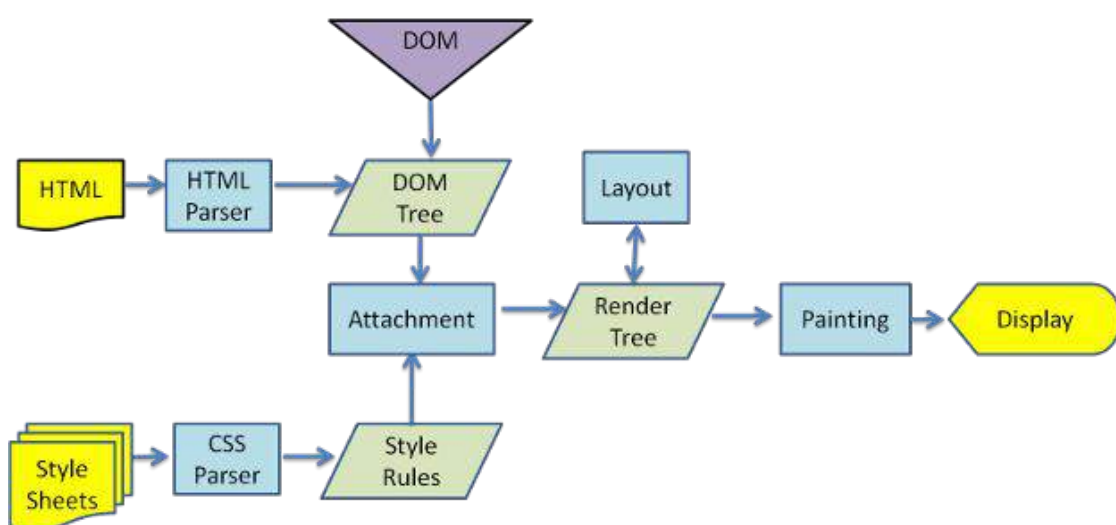 DOM
HTML
HTML
Parser
DOM
Tree
Layout
Attachment
Render
Tree
Painting
Display
Style
Sheets
CSS
Parser
Style
Rules